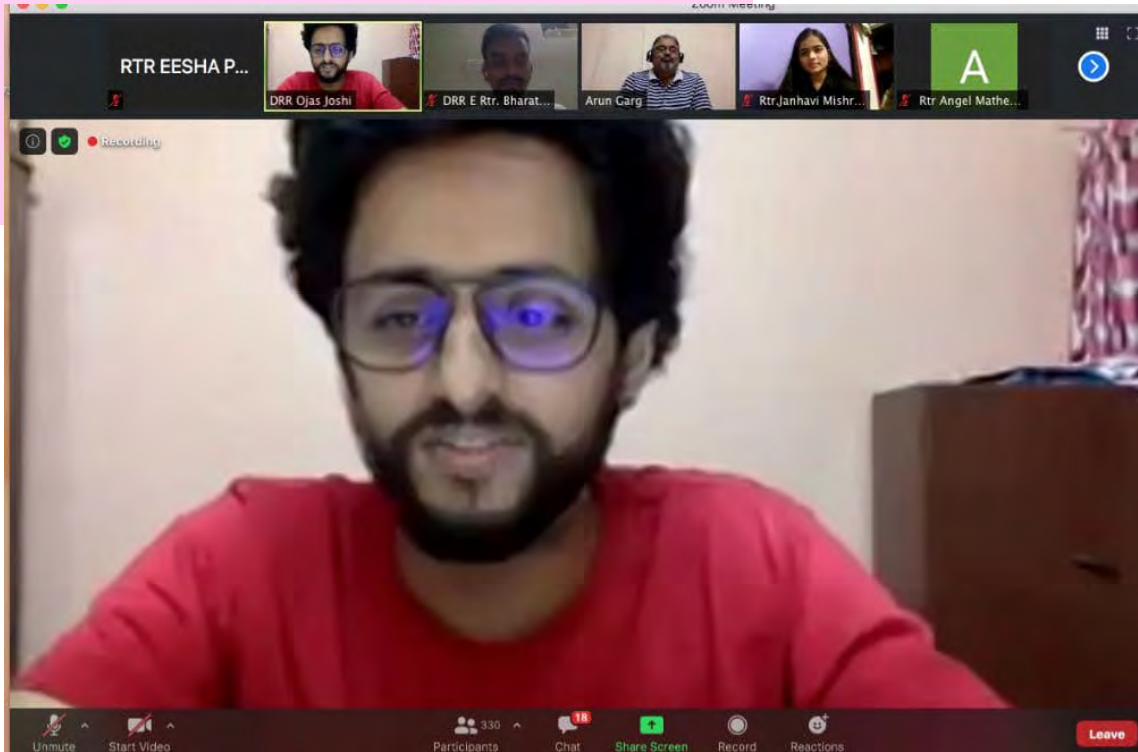 Zoom Meeting
RTR EESHA P...
DRR Ojas Joshi
DRR E Rtr. Bharat...
Arun Garg
Rtr.Janhavi Mishr...
A
Rtr Angel Mathe...
Recording
Unmute
Start Video
330
Participants
18
Chat
Share Screen
Record
Reactions
Leave